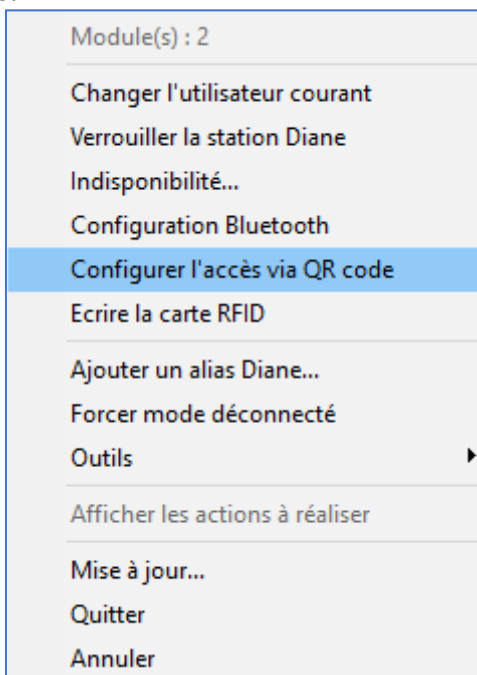 Module(s) : 2
Changer l'utilisateur courant
Verrouiller la station Diane
Indisponibilité...
Configuration Bluetooth
Configurer l'accès via QR code
Ecrire la carte RFID
Ajouter un alias Diane...
Forcer mode déconnecté
Outils
Afficher les actions à réaliser
Mise à jour...
Quitter
Annuler